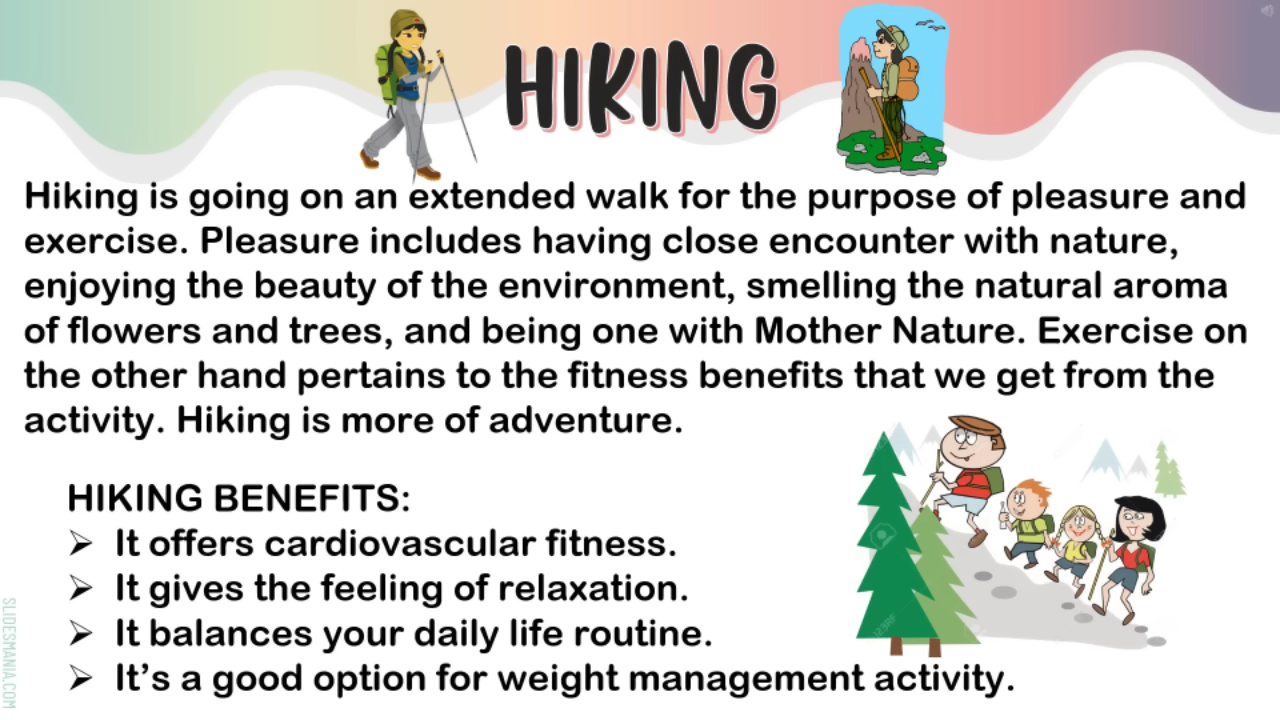 HIKING
Hiking is going on an extended walk for the purpose of pleasure and
exercise. Pleasure includes having close encounter with nature,
enjoying the beauty of the environment, smelling the natural aroma
of flowers and trees, and being one with Mother Nature. Exercise on
the other hand pertains to the fitness benefits that we get from the
activity. Hiking is more of adventure.
HIKING BENEFITS:
➢ It offers cardiovascular fitness.
➢ It gives the feeling of relaxation.
➢ It balances your daily life routine.
➢ It’s a good option for weight management activity.
SLIDESMANIA.COM
123RF